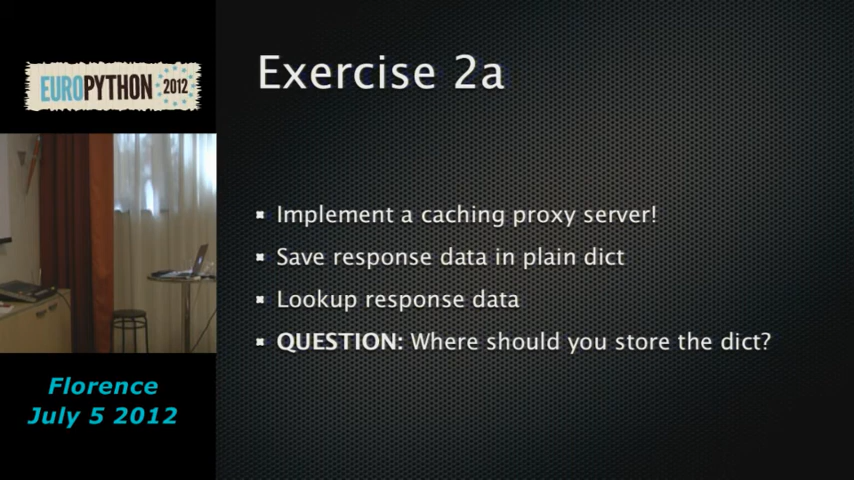 EUROPYTHON 2012
Florence
July 5 2012
Exercise 2a
Implement a caching proxy server!
Save response data in plain dict
Lookup response data
QUESTION: Where should you store the dict?